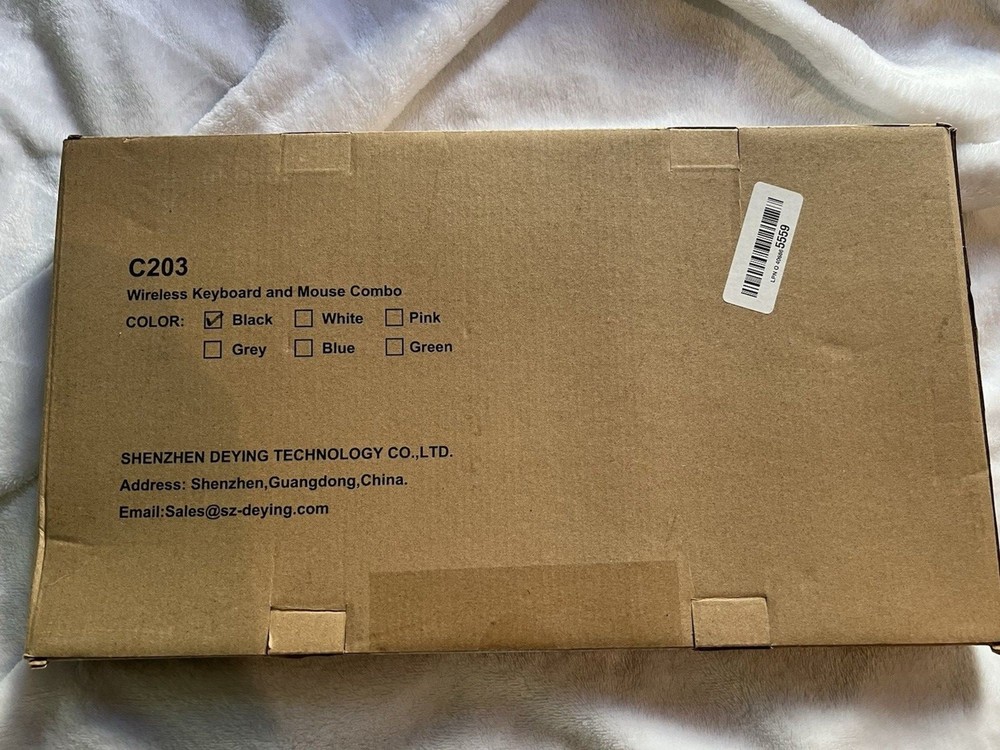 C203
Wireless Keyboard and Mouse Combo
COLOR: Black White Pink
Grey Blue Green
SHENZHEN DEYING TECHNOLOGY CO.,LTD.
Address: Shenzhen,Guangdong,China.
Email:Sales@sz-deying.com
LPN 5559